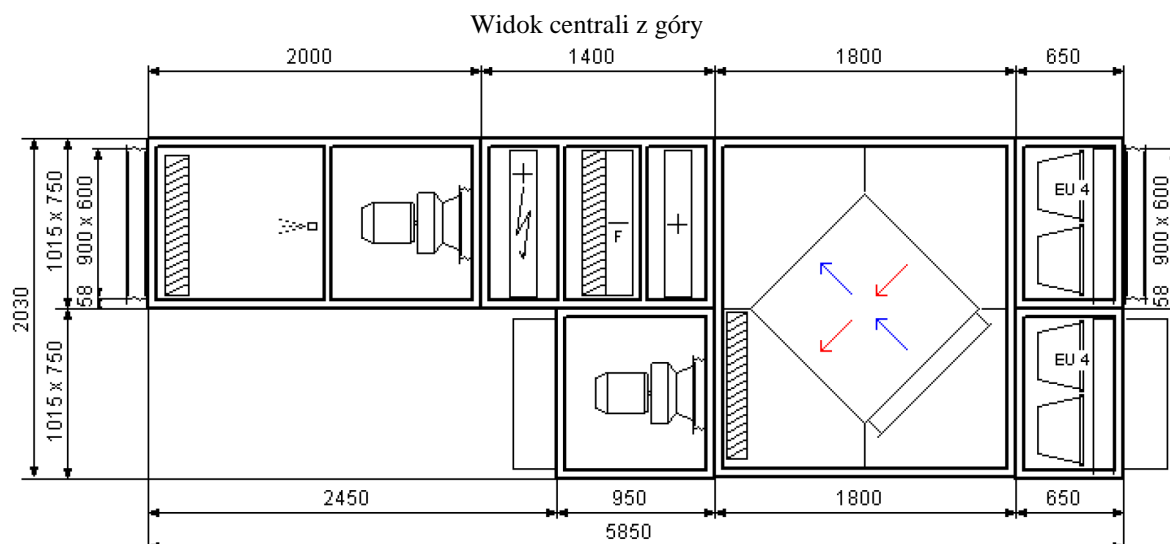 Widok centrali z góry
2000 1400 1800 650
1015 x 750
900 x 600
58
2030
1015 x 750
+
F
+
EU 4
EU 4
900 x 600
58
2450 950 1800 650
5850